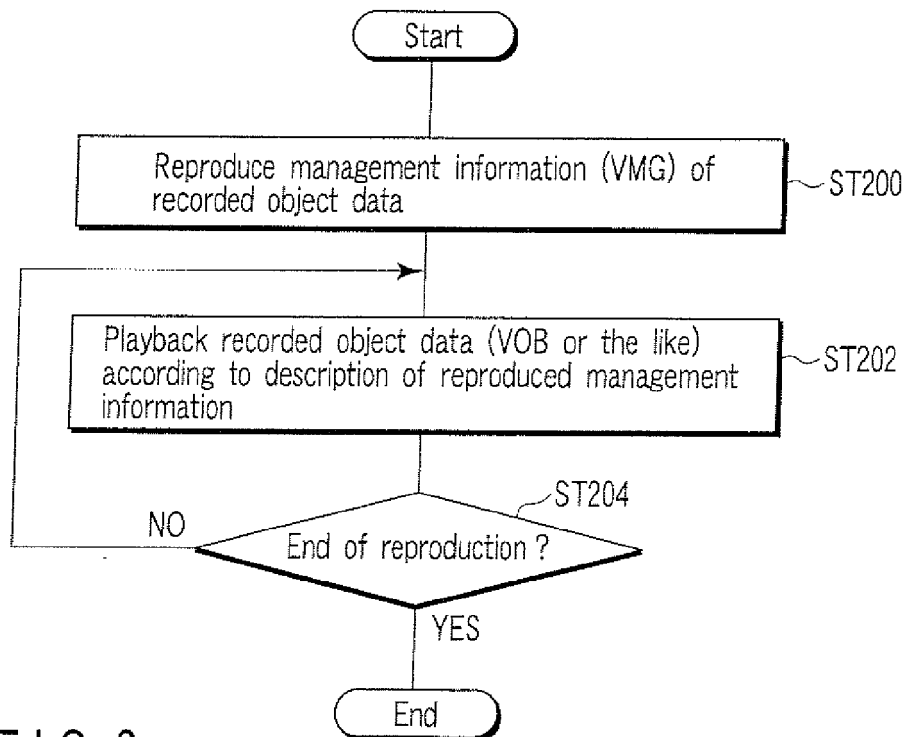 Start
Reproduce management information (VMG) of
recorded object data
ST200
Playback recorded object data (VOB or the like)
according to description of reproduced management
information
ST202
ST204
NO
End of reproduction ?
YES
End